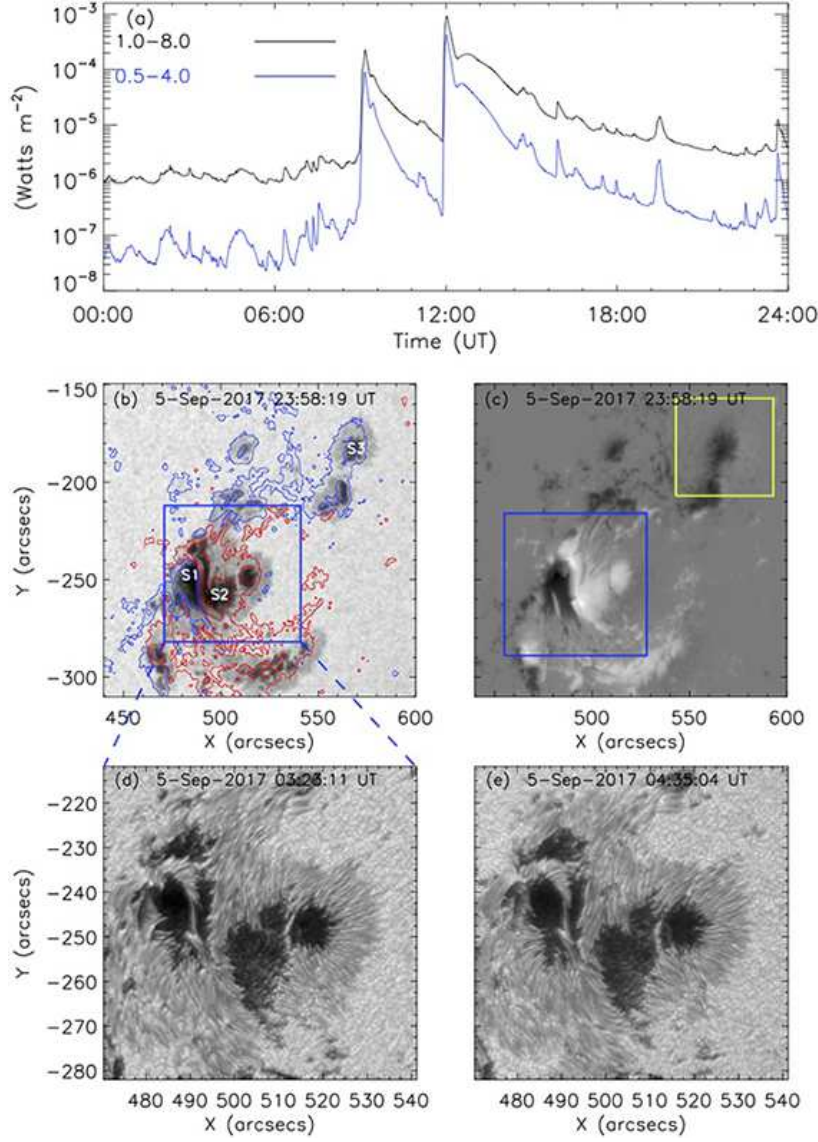 (a)
1.0−8.0
0.5−4.0
10⁻³
10⁻⁴
10⁻⁵
10⁻⁶
10⁻⁷
10⁻⁸
(Watts m⁻²)
00:00 06:00 12:00 18:00 24:00
Time (UT)
(b) 5-Sep-2017 23:58:19 UT
S3
S1
S2
−150
−200
−250
−300
Y (arcsecs)
450 500 550 600
X (arcsecs)
(c) 5-Sep-2017 23:58:19 UT
500 550 600
X (arcsecs)
(d) 5-Sep-2017 03:23:11 UT
−220
−230
−240
−250
−260
−270
−280
Y (arcsecs)
480 490 500 510 520 530 540
X (arcsecs)
(e) 5-Sep-2017 04:35:04 UT
480 490 500 510 520 530 540
X (arcsecs)